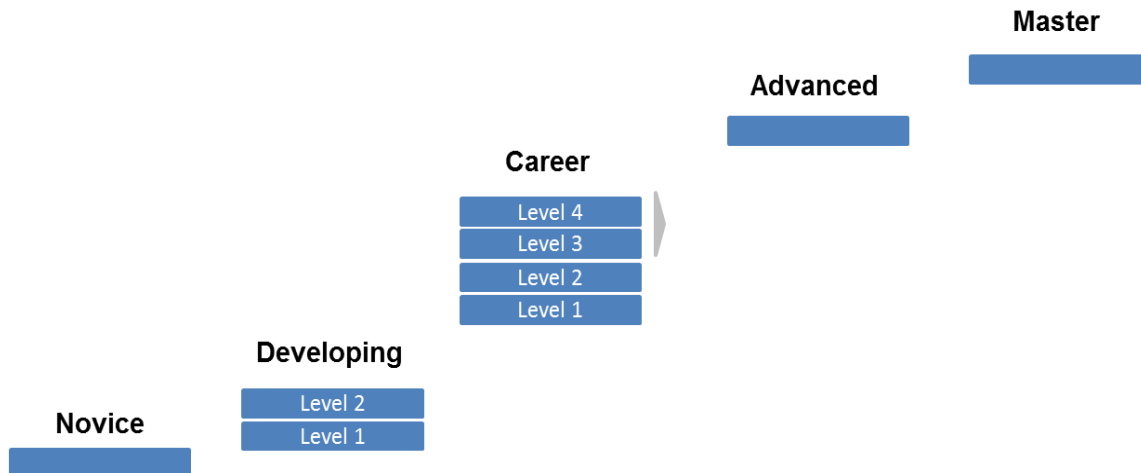 Master
Advanced
Career
Level 4
Level 3
Level 2
Level 1
Developing
Level 2
Level 1
Novice